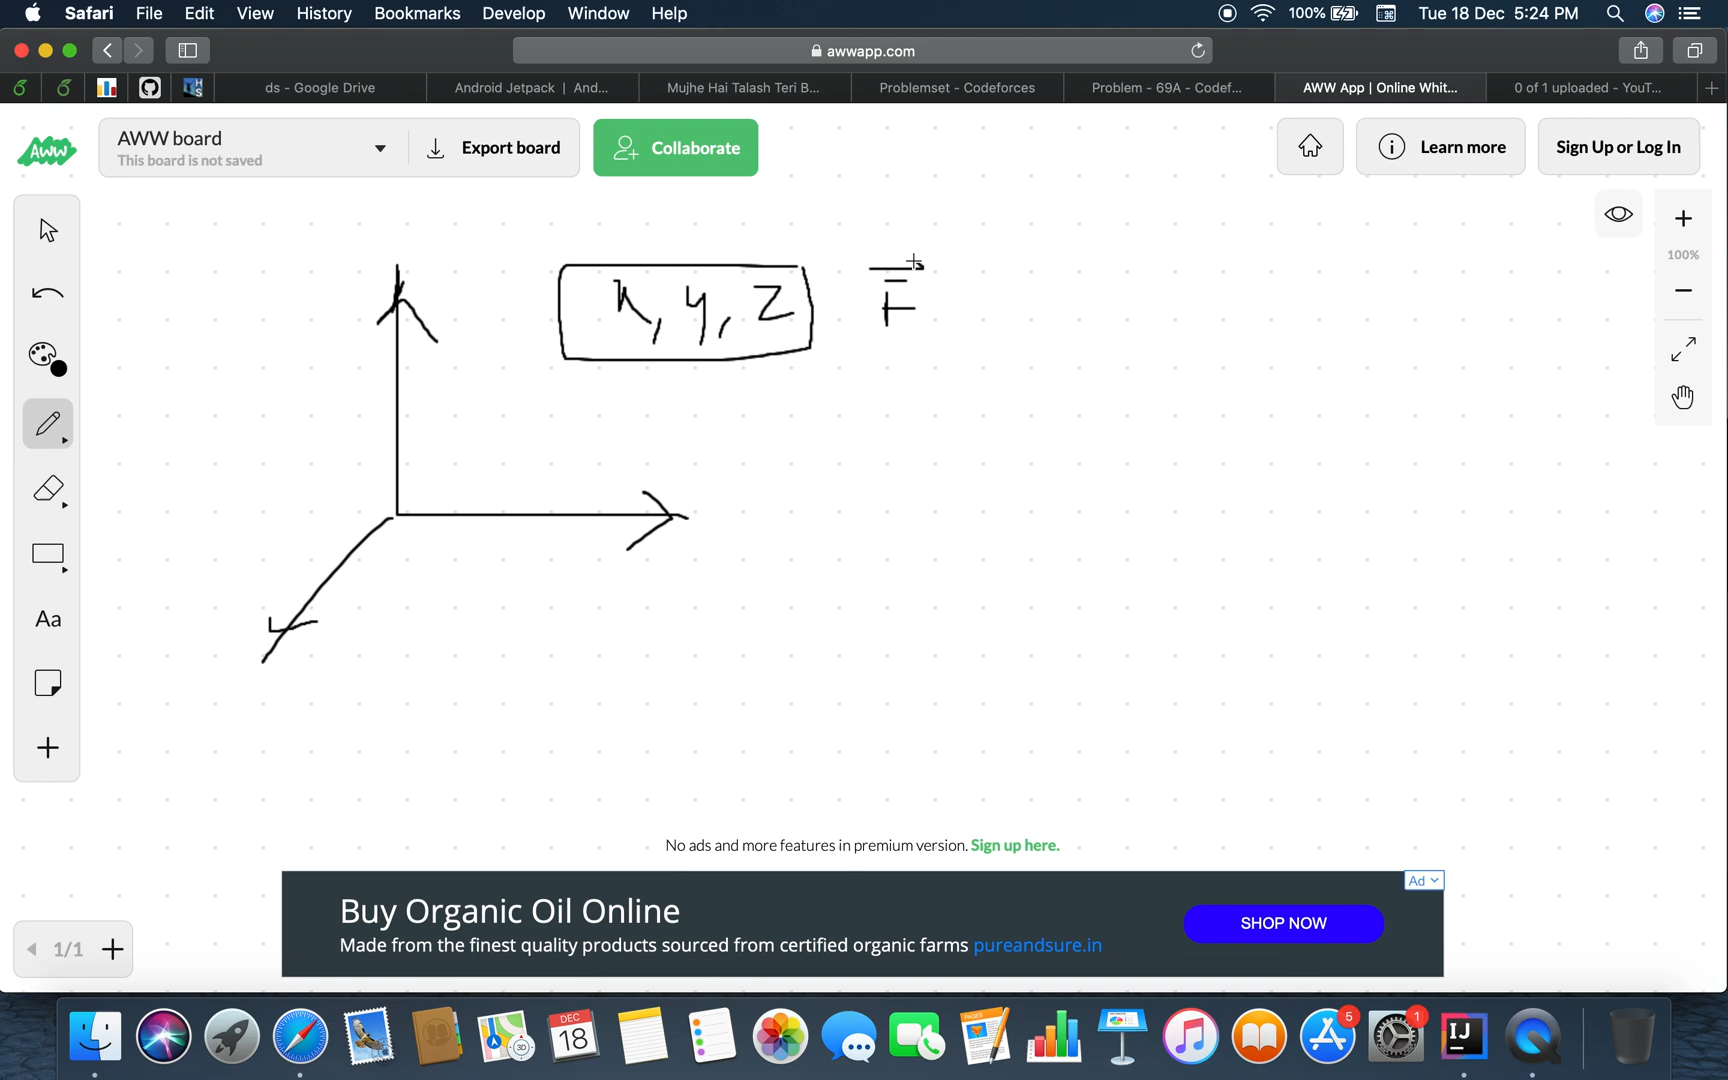 Safari File Edit View History Bookmarks Develop Window Help 100% Tue 18 Dec 5:24 PM
awwapp.com
ds - Google Drive Android Jetpack | And... Mujhe Hai Talash Teri B... Problemset - Codeforces Problem - 69A - Codef... AWW App | Online Whit... 0 of 1 uploaded - YouT...
AWW AWW board Export board Collaborate Learn more Sign Up or Log In
This board is not saved
100%
x, y, z F
Aa
No ads and more features in premium version. Sign up here.
Ad
Buy Organic Oil Online SHOP NOW
Made from the finest quality products sourced from certified organic farms pureandsure.in
1/1
3D DEC 18 5 1 IJ